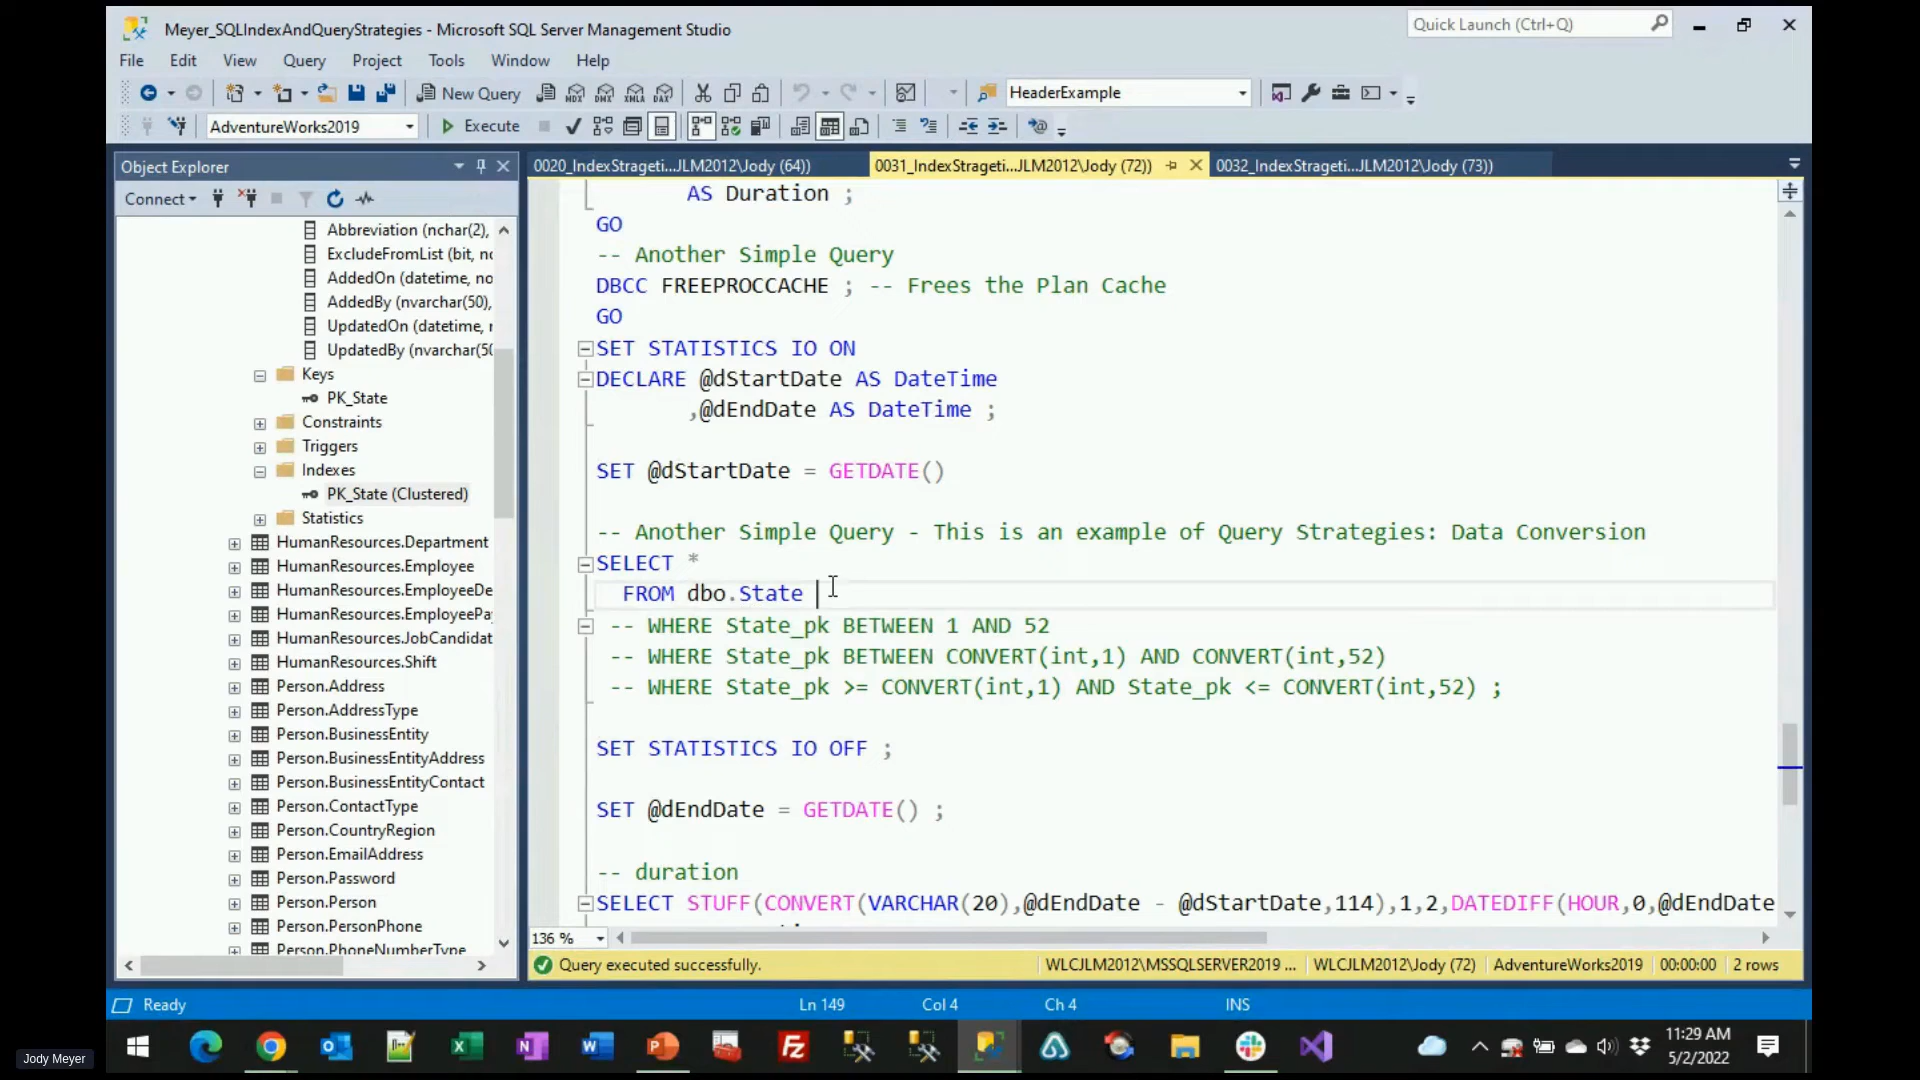 Meyer_SQLIndexAndQueryStrategies - Microsoft SQL Server Management Studio
Quick Launch (Ctrl+Q)
File Edit View Query Project Tools Window Help
New Query
MDX DMX XMLA DAX
HeaderExample
AdventureWorks2019
Execute
Object Explorer
0020_IndexStrageti...JLM2012\Jody (64))
0031_IndexStrageti...JLM2012\Jody (72))
0032_IndexStrageti...JLM2012\Jody (73))
Connect
Abbreviation (nchar(2),
ExcludeFromList (bit, nc
AddedOn (datetime, no
AddedBy (nvarchar(50),
UpdatedOn (datetime, r
UpdatedBy (nvarchar(50
Keys
PK_State
Constraints
Triggers
Indexes
PK_State (Clustered)
Statistics
HumanResources.Department
HumanResources.Employee
HumanResources.EmployeeDe
HumanResources.EmployeePa
HumanResources.JobCandidat
HumanResources.Shift
Person.Address
Person.AddressType
Person.BusinessEntity
Person.BusinessEntityAddress
Person.BusinessEntityContact
Person.ContactType
Person.CountryRegion
Person.EmailAddress
Person.Password
Person.Person
Person.PersonPhone
Person.PhoneNumberType
AS Duration ;
GO
-- Another Simple Query
DBCC FREEPROCCACHE ; -- Frees the Plan Cache
GO
SET STATISTICS IO ON
DECLARE @dStartDate AS DateTime
,@dEndDate AS DateTime ;
SET @dStartDate = GETDATE()
-- Another Simple Query - This is an example of Query Strategies: Data Conversion
SELECT *
FROM dbo.State
-- WHERE State_pk BETWEEN 1 AND 52
-- WHERE State_pk BETWEEN CONVERT(int,1) AND CONVERT(int,52)
-- WHERE State_pk >= CONVERT(int,1) AND State_pk <= CONVERT(int,52) ;
SET STATISTICS IO OFF ;
SET @dEndDate = GETDATE() ;
-- duration
SELECT STUFF(CONVERT(VARCHAR(20),@dEndDate - @dStartDate,114),1,2,DATEDIFF(HOUR,0,@dEndDate
136 %
Query executed successfully.
WLCJLM2012\MSSQLSERVER2019 ...
WLCJLM2012\Jody (72)
AdventureWorks2019
00:00:00
2 rows
Ready
Ln 149
Col 4
Ch 4
INS
Jody Meyer
11:29 AM
5/2/2022